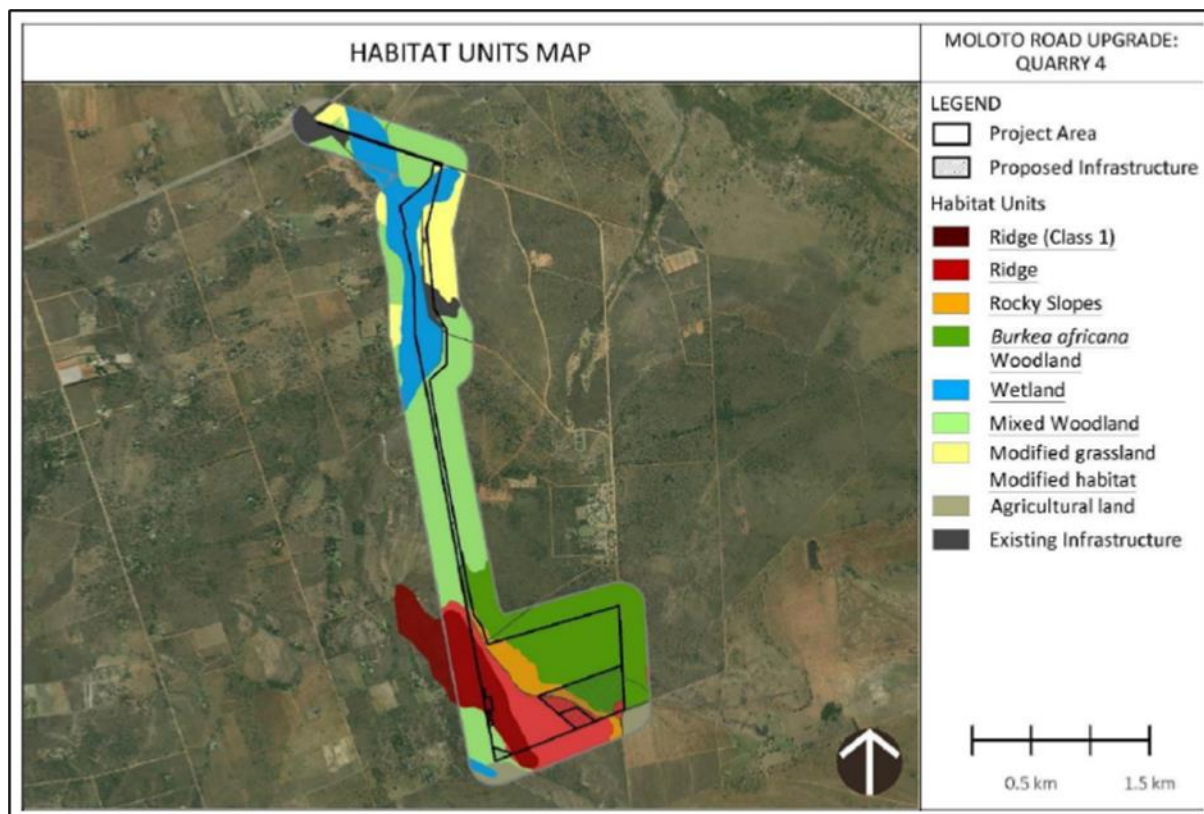 HABITAT UNITS MAP
MOLOTO ROAD UPGRADE:
QUARRY 4
LEGEND
Project Area
Proposed Infrastructure
Habitat Units
Ridge (Class 1)
Ridge
Rocky Slopes
Burkea africana
Woodland
Wetland
Mixed Woodland
Modified grassland
Modified habitat
Agricultural land
Existing Infrastructure
0.5 km 1.5 km